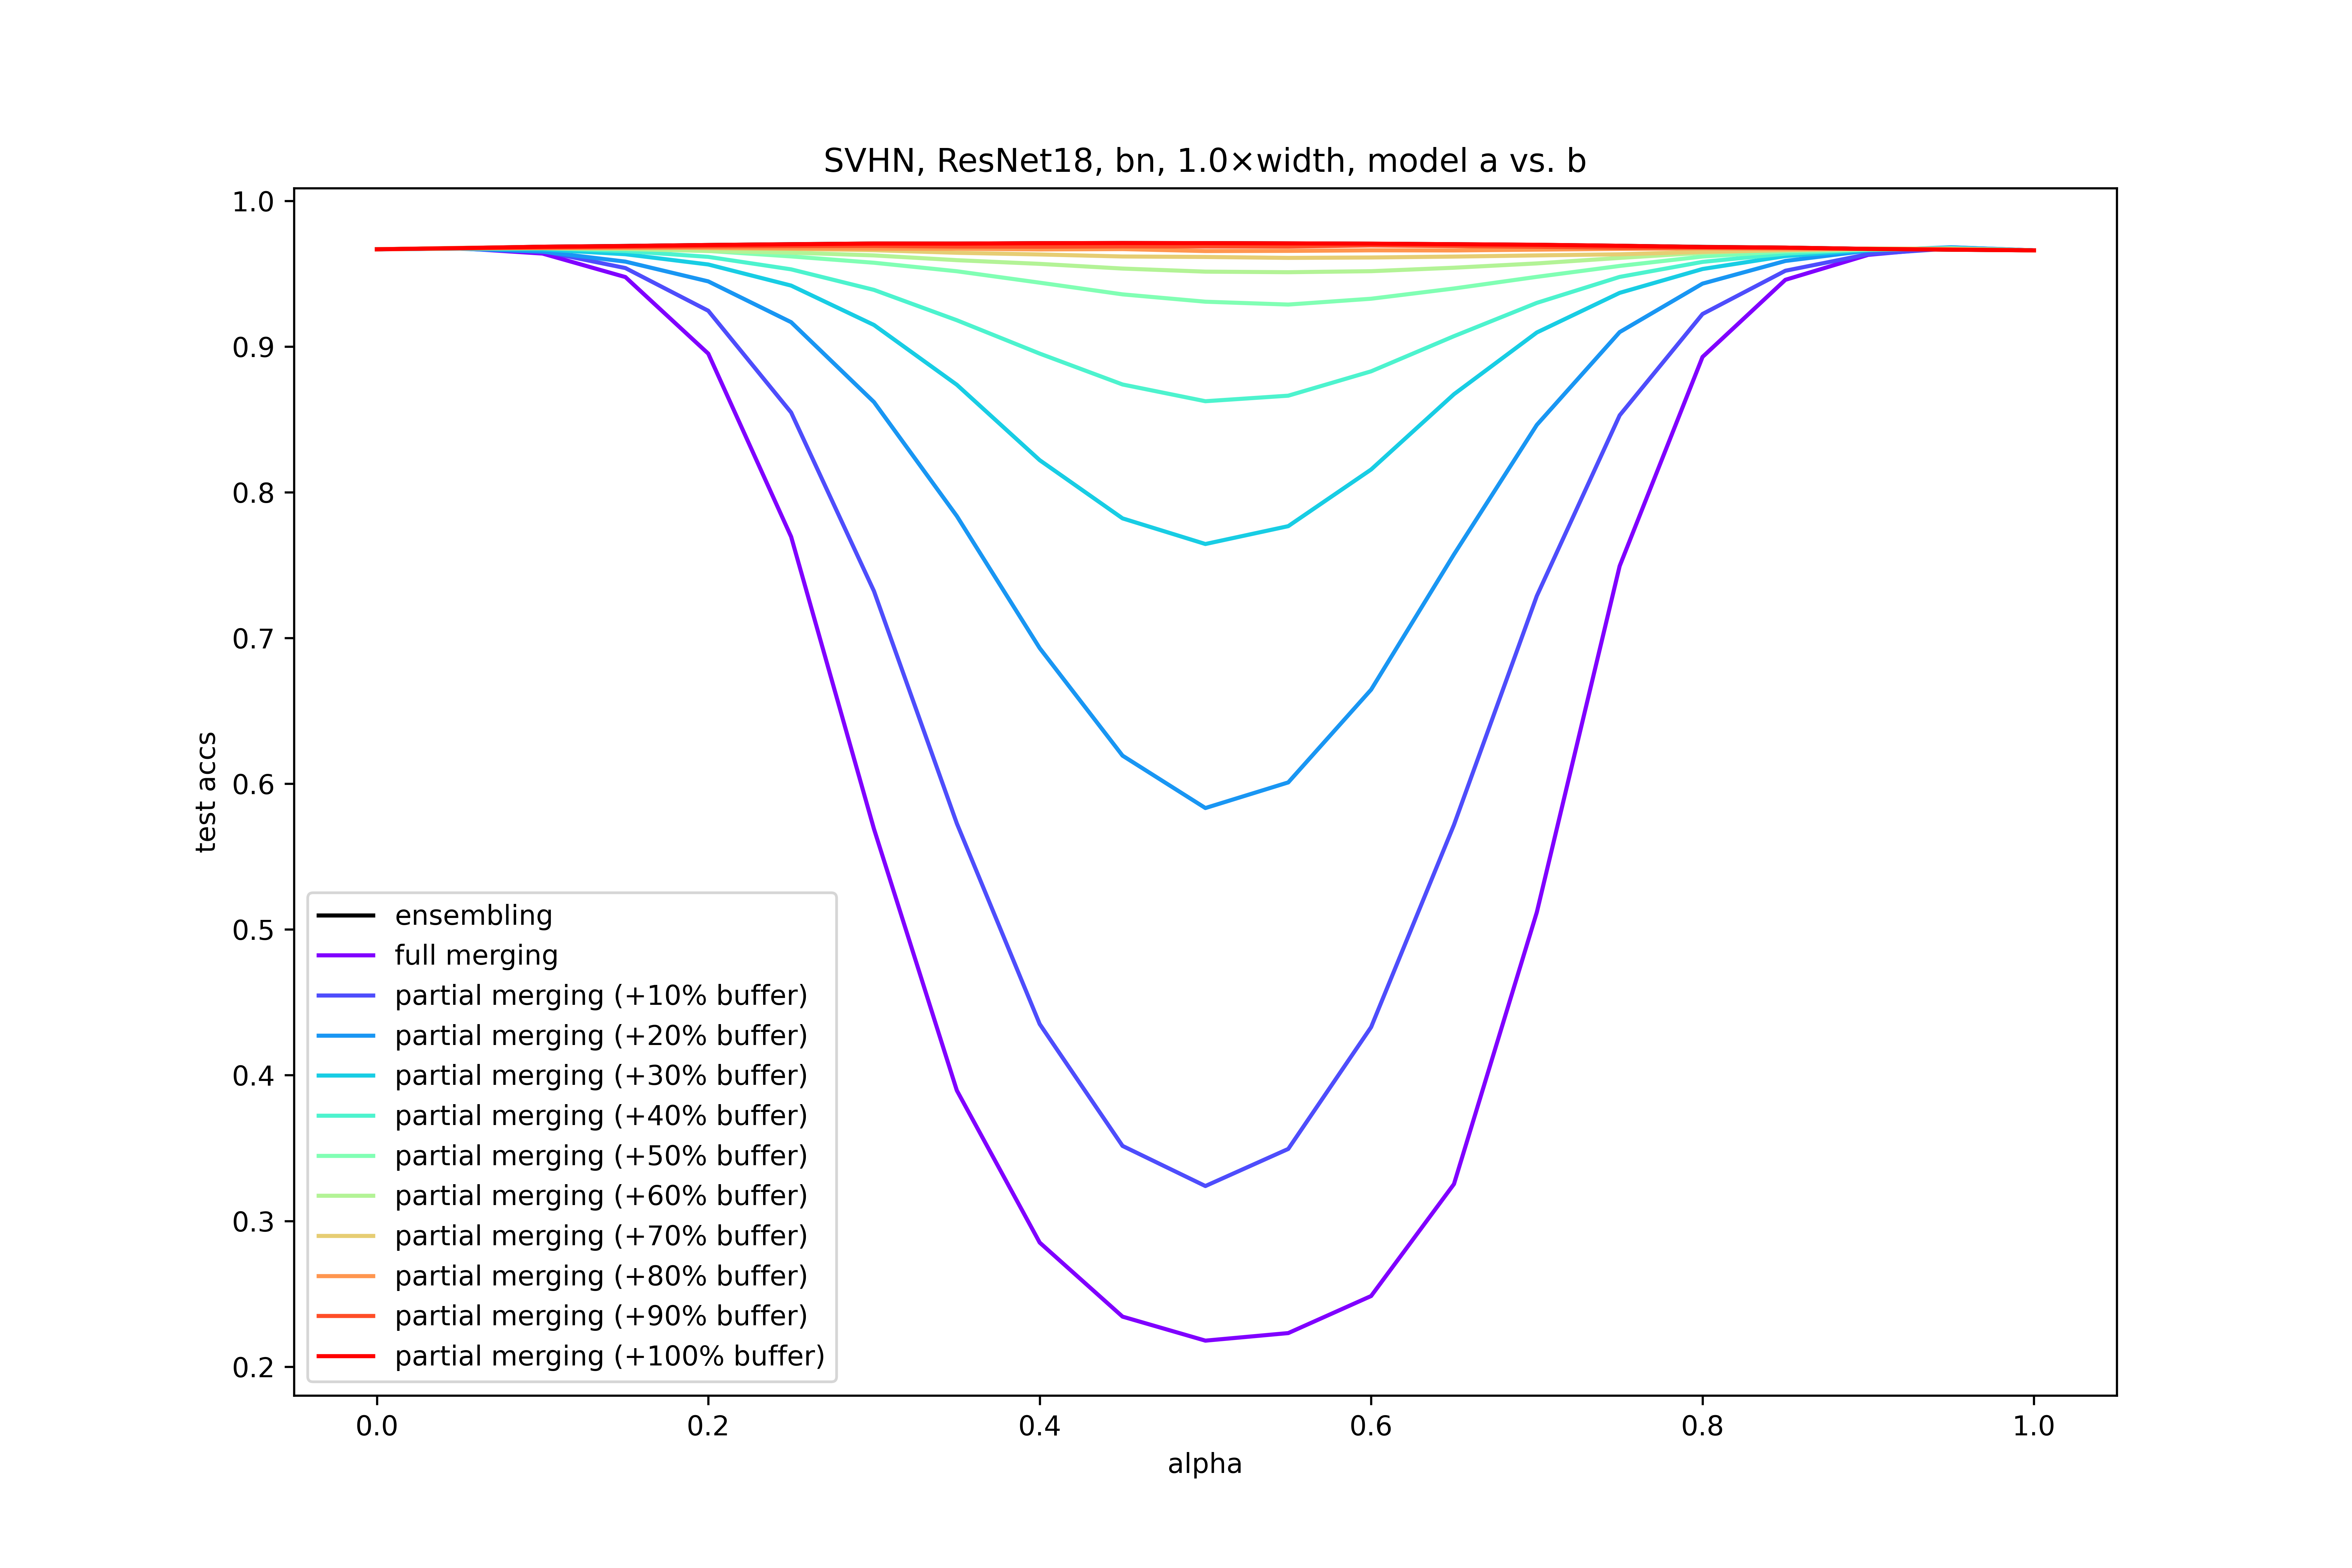 SVHN, ResNet18, bn, 1.0×width, model a vs. b
1.0
0.9
0.8
0.7
0.6
0.5
0.4
0.3
0.2
test accs
ensembling
full merging
partial merging (+10% buffer)
partial merging (+20% buffer)
partial merging (+30% buffer)
partial merging (+40% buffer)
partial merging (+50% buffer)
partial merging (+60% buffer)
partial merging (+70% buffer)
partial merging (+80% buffer)
partial merging (+90% buffer)
partial merging (+100% buffer)
0.0 0.2 0.4 0.6 0.8 1.0
alpha